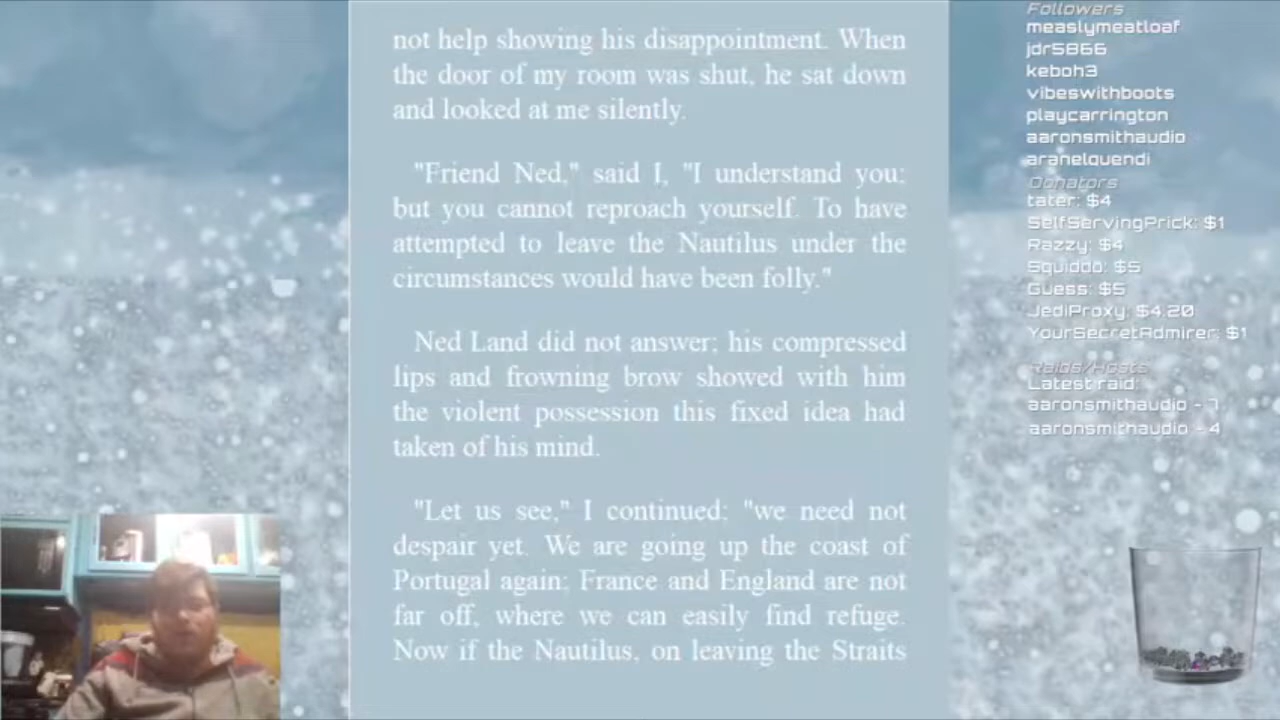 not help showing his disappointment. When
the door of my room was shut, he sat down
and looked at me silently.
"Friend Ned," said I, "I understand you;
but you cannot reproach yourself. To have
attempted to leave the Nautilus under the
circumstances would have been folly."
Ned Land did not answer; his compressed
lips and frowning brow showed with him
the violent possession this fixed idea had
taken of his mind.
"Let us see," I continued; "we need not
despair yet. We are going up the coast of
Portugal again; France and England are not
far off, where we can easily find refuge.
Now if the Nautilus, on leaving the Straits
Followers
measlymeatloaf
jdr5866
keboh3
vibeswithboots
playcarrington
aaronsmithaudio
aranelquendi
Donators
tater: $4
SelfServingPrick: $1
Razzy: $4
Squiddo: $5
Guess: $5
JediProxy: $4.20
YourSecretAdmirer: $1
Raids/Hosts
Latest raid:
aaronsmithaudio - 7
aaronsmithaudio - 4